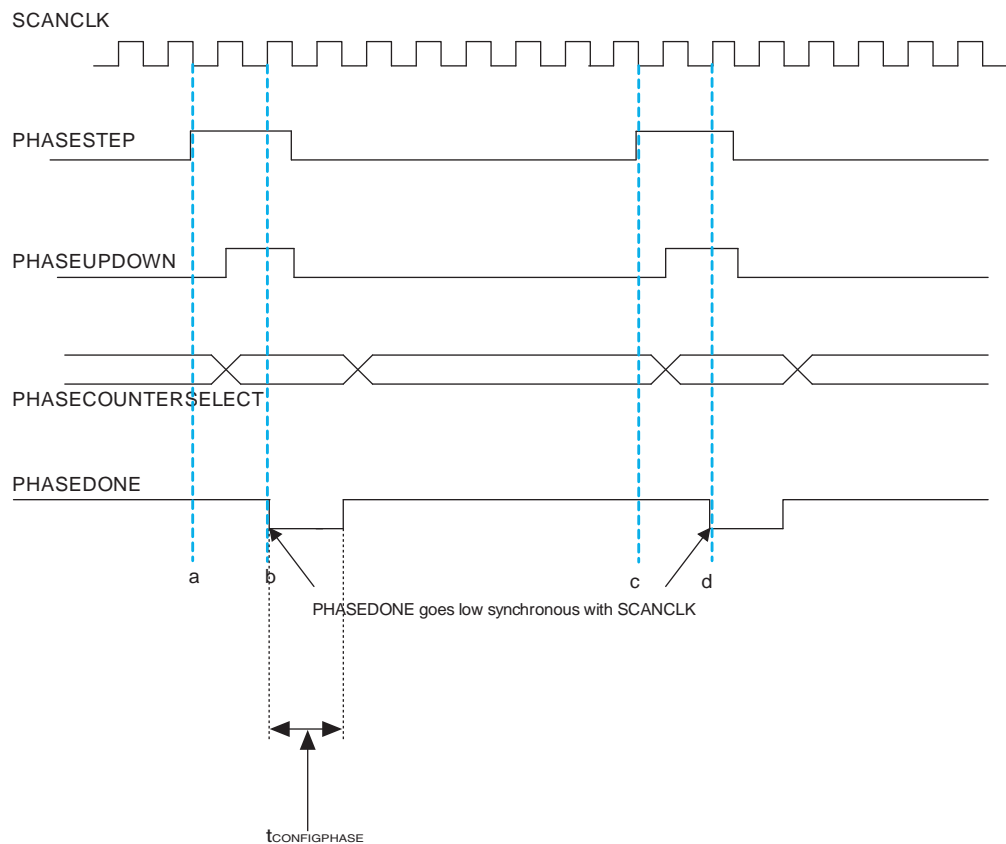 SCANCLK
PHASESTEP
PHASEUPDOWN
PHASECOUNTERSELECT
PHASEDONE
a b c d
PHASEDONE goes low synchronous with SCANCLK
tCONFIGPHASE